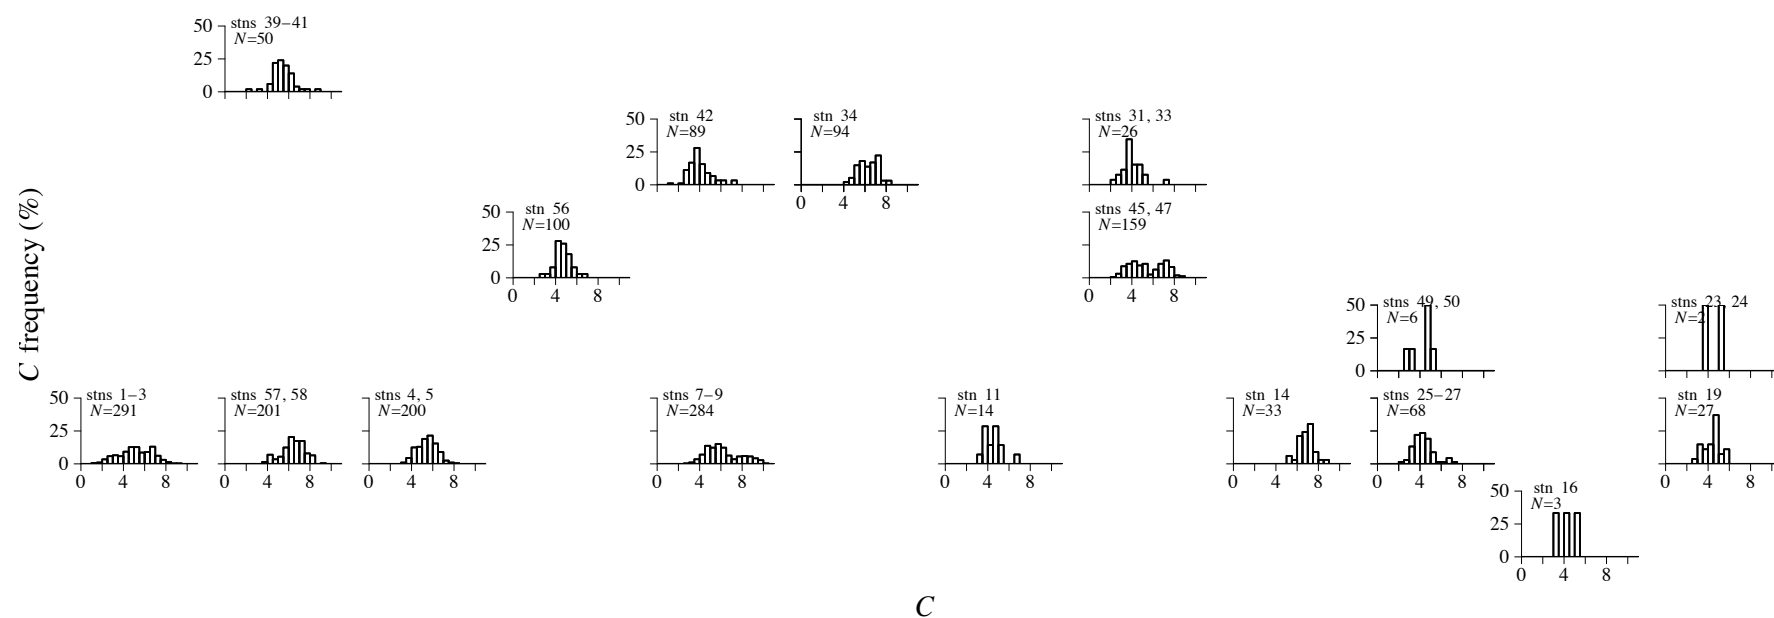 50
stns 39–41
N=50
25
0
50
stn 42
N=89
25
0
stn 34
N=94
0 4 8
stns 31, 33
N=26
50
stn 56
N=100
25
0
0 4 8
stns 45, 47
N=159
0 4 8
50
stns 49, 50
N=6
25
0
stns 23, 24
N=2
50
stns 1–3
N=291
25
0
0 4 8
stns 57, 58
N=201
0 4 8
stns 4, 5
N=200
0 4 8
50
stns 7–9
N=284
25
0
0 4 8
stn 11
N=14
0 4 8
stn 14
N=33
0 4 8
stns 25–27
N=68
0 4 8
stn 19
N=27
0 4 8
50
stn 16
N=3
25
0
0 4 8
C frequency (%)
C